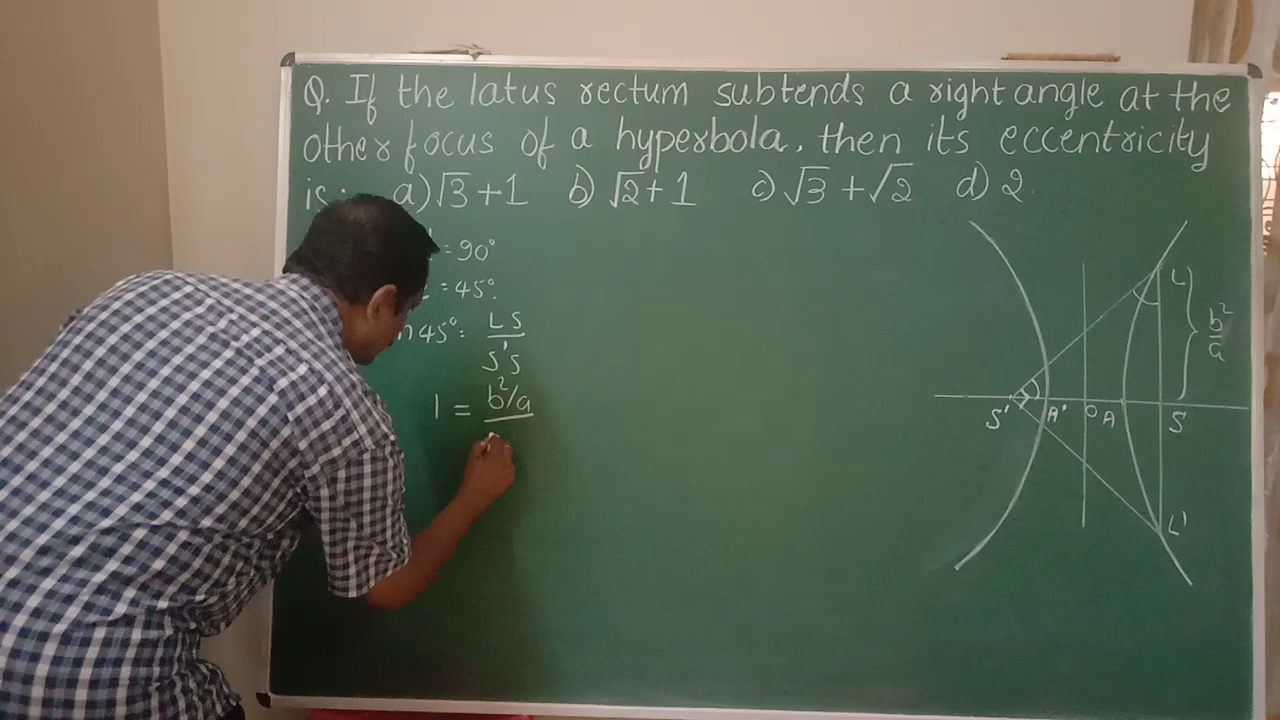 Q. If the latus rectum subtends a right angle at the
other focus of a hyperbola, then its eccentricity
is a) √3+1 b) √2+1 c) √3+√2 d) 2
= 90°
= 45°
45° = LS/S'S
1 = b²/a
L
b²/a
S' A' O A S
L'